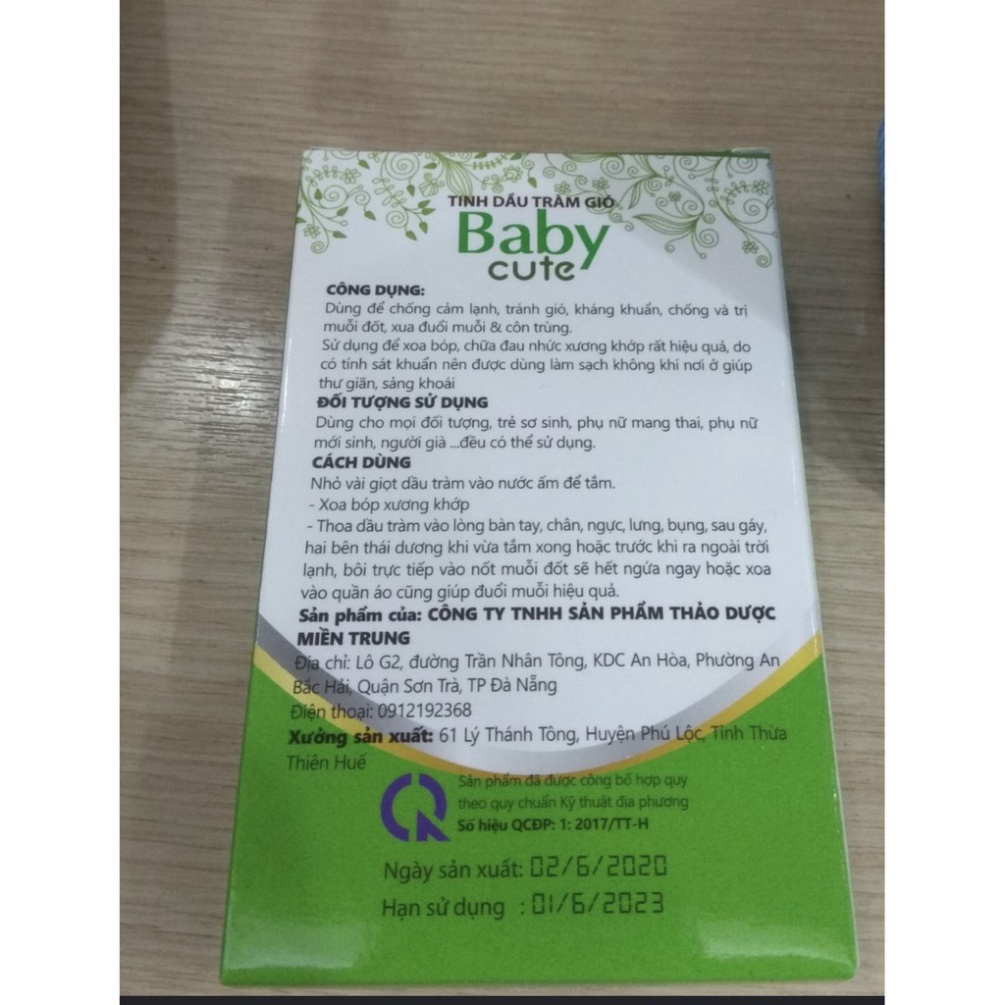 TINH DẦU TRÀM GIÓ
Baby
cute
CÔNG DỤNG:
Dùng để chống cảm lạnh, tránh gió, kháng khuẩn, chống và trị
muỗi đốt, xua đuổi muỗi & côn trùng.
Sử dụng để xoa bóp, chữa đau nhức xương khớp rất hiệu quả, do
có tính sát khuẩn nên được dùng làm sạch không khí nơi ở giúp
thư giãn, sảng khoái
ĐỐI TƯỢNG SỬ DỤNG
Dùng cho mọi đối tượng, trẻ sơ sinh, phụ nữ mang thai, phụ nữ
mới sinh, người già ...đều có thể sử dụng.
CÁCH DÙNG
Nhỏ vài giọt dầu tràm vào nước ấm để tắm.
- Xoa bóp xương khớp
- Thoa dầu tràm vào lòng bàn tay, chân, ngực, lưng, bụng, sau gáy,
hai bên thái dương khi vừa tắm xong hoặc trước khi ra ngoài trời
lạnh, bôi trực tiếp vào nốt muỗi đốt sẽ hết ngứa ngay hoặc xoa
vào quần áo cũng giúp đuổi muỗi hiệu quả.
Sản phẩm của: CÔNG TY TNHH SẢN PHẨM THẢO DƯỢC
MIỀN TRUNG
Địa chỉ: Lô G2, đường Trần Nhân Tông, KDC An Hòa, Phường An
Bắc Hải, Quận Sơn Trà, TP Đà Nẵng
Điện thoại: 0912192368
Xưởng sản xuất: 61 Lý Thánh Tông, Huyện Phú Lộc, Tỉnh Thừa
Thiên Huế
Sản phẩm đã được công bố hợp quy
theo quy chuẩn Kỹ thuật địa phương
Số hiệu QCĐP: 1: 2017/TT-H
Ngày sản xuất: 02/6/2020
Hạn sử dụng : 01/6/2023